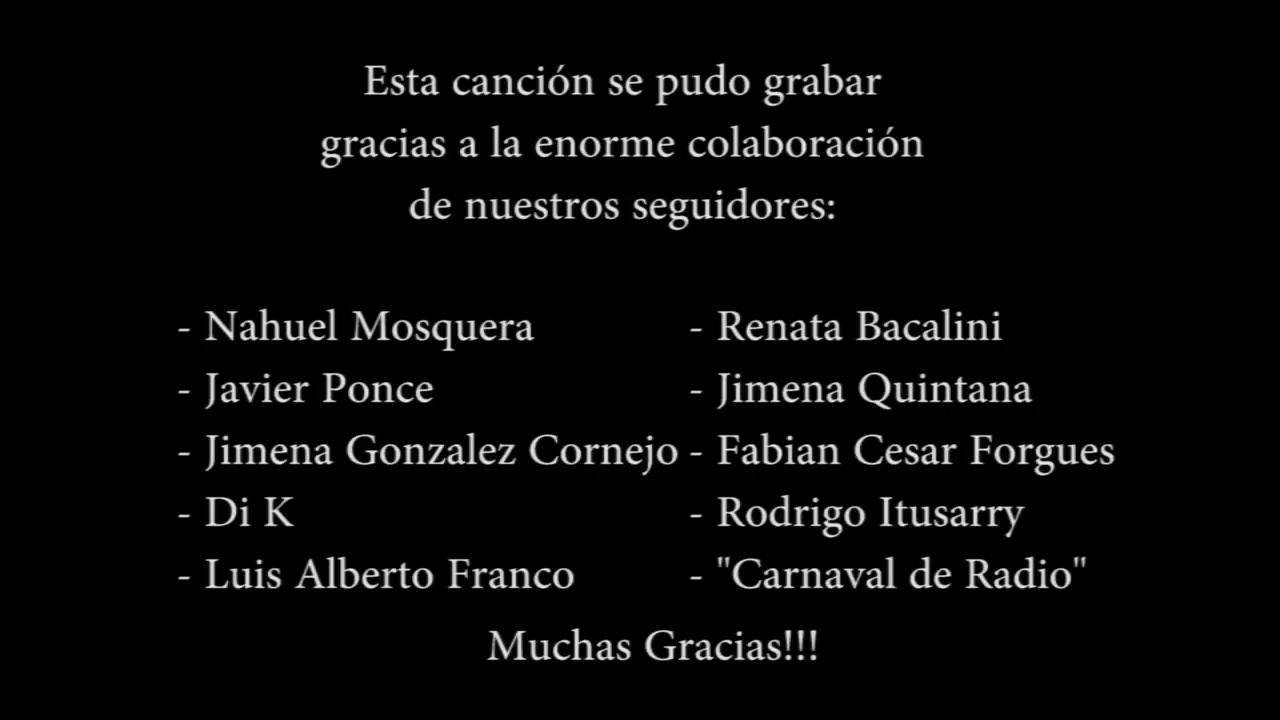 Esta canción se pudo grabar
gracias a la enorme colaboración
de nuestros seguidores:
- Nahuel Mosquera
- Javier Ponce
- Jimena Gonzalez Cornejo
- Di K
- Luis Alberto Franco
- Renata Bacalini
- Jimena Quintana
- Fabian Cesar Forgues
- Rodrigo Itusarry
- "Carnaval de Radio"
Muchas Gracias!!!